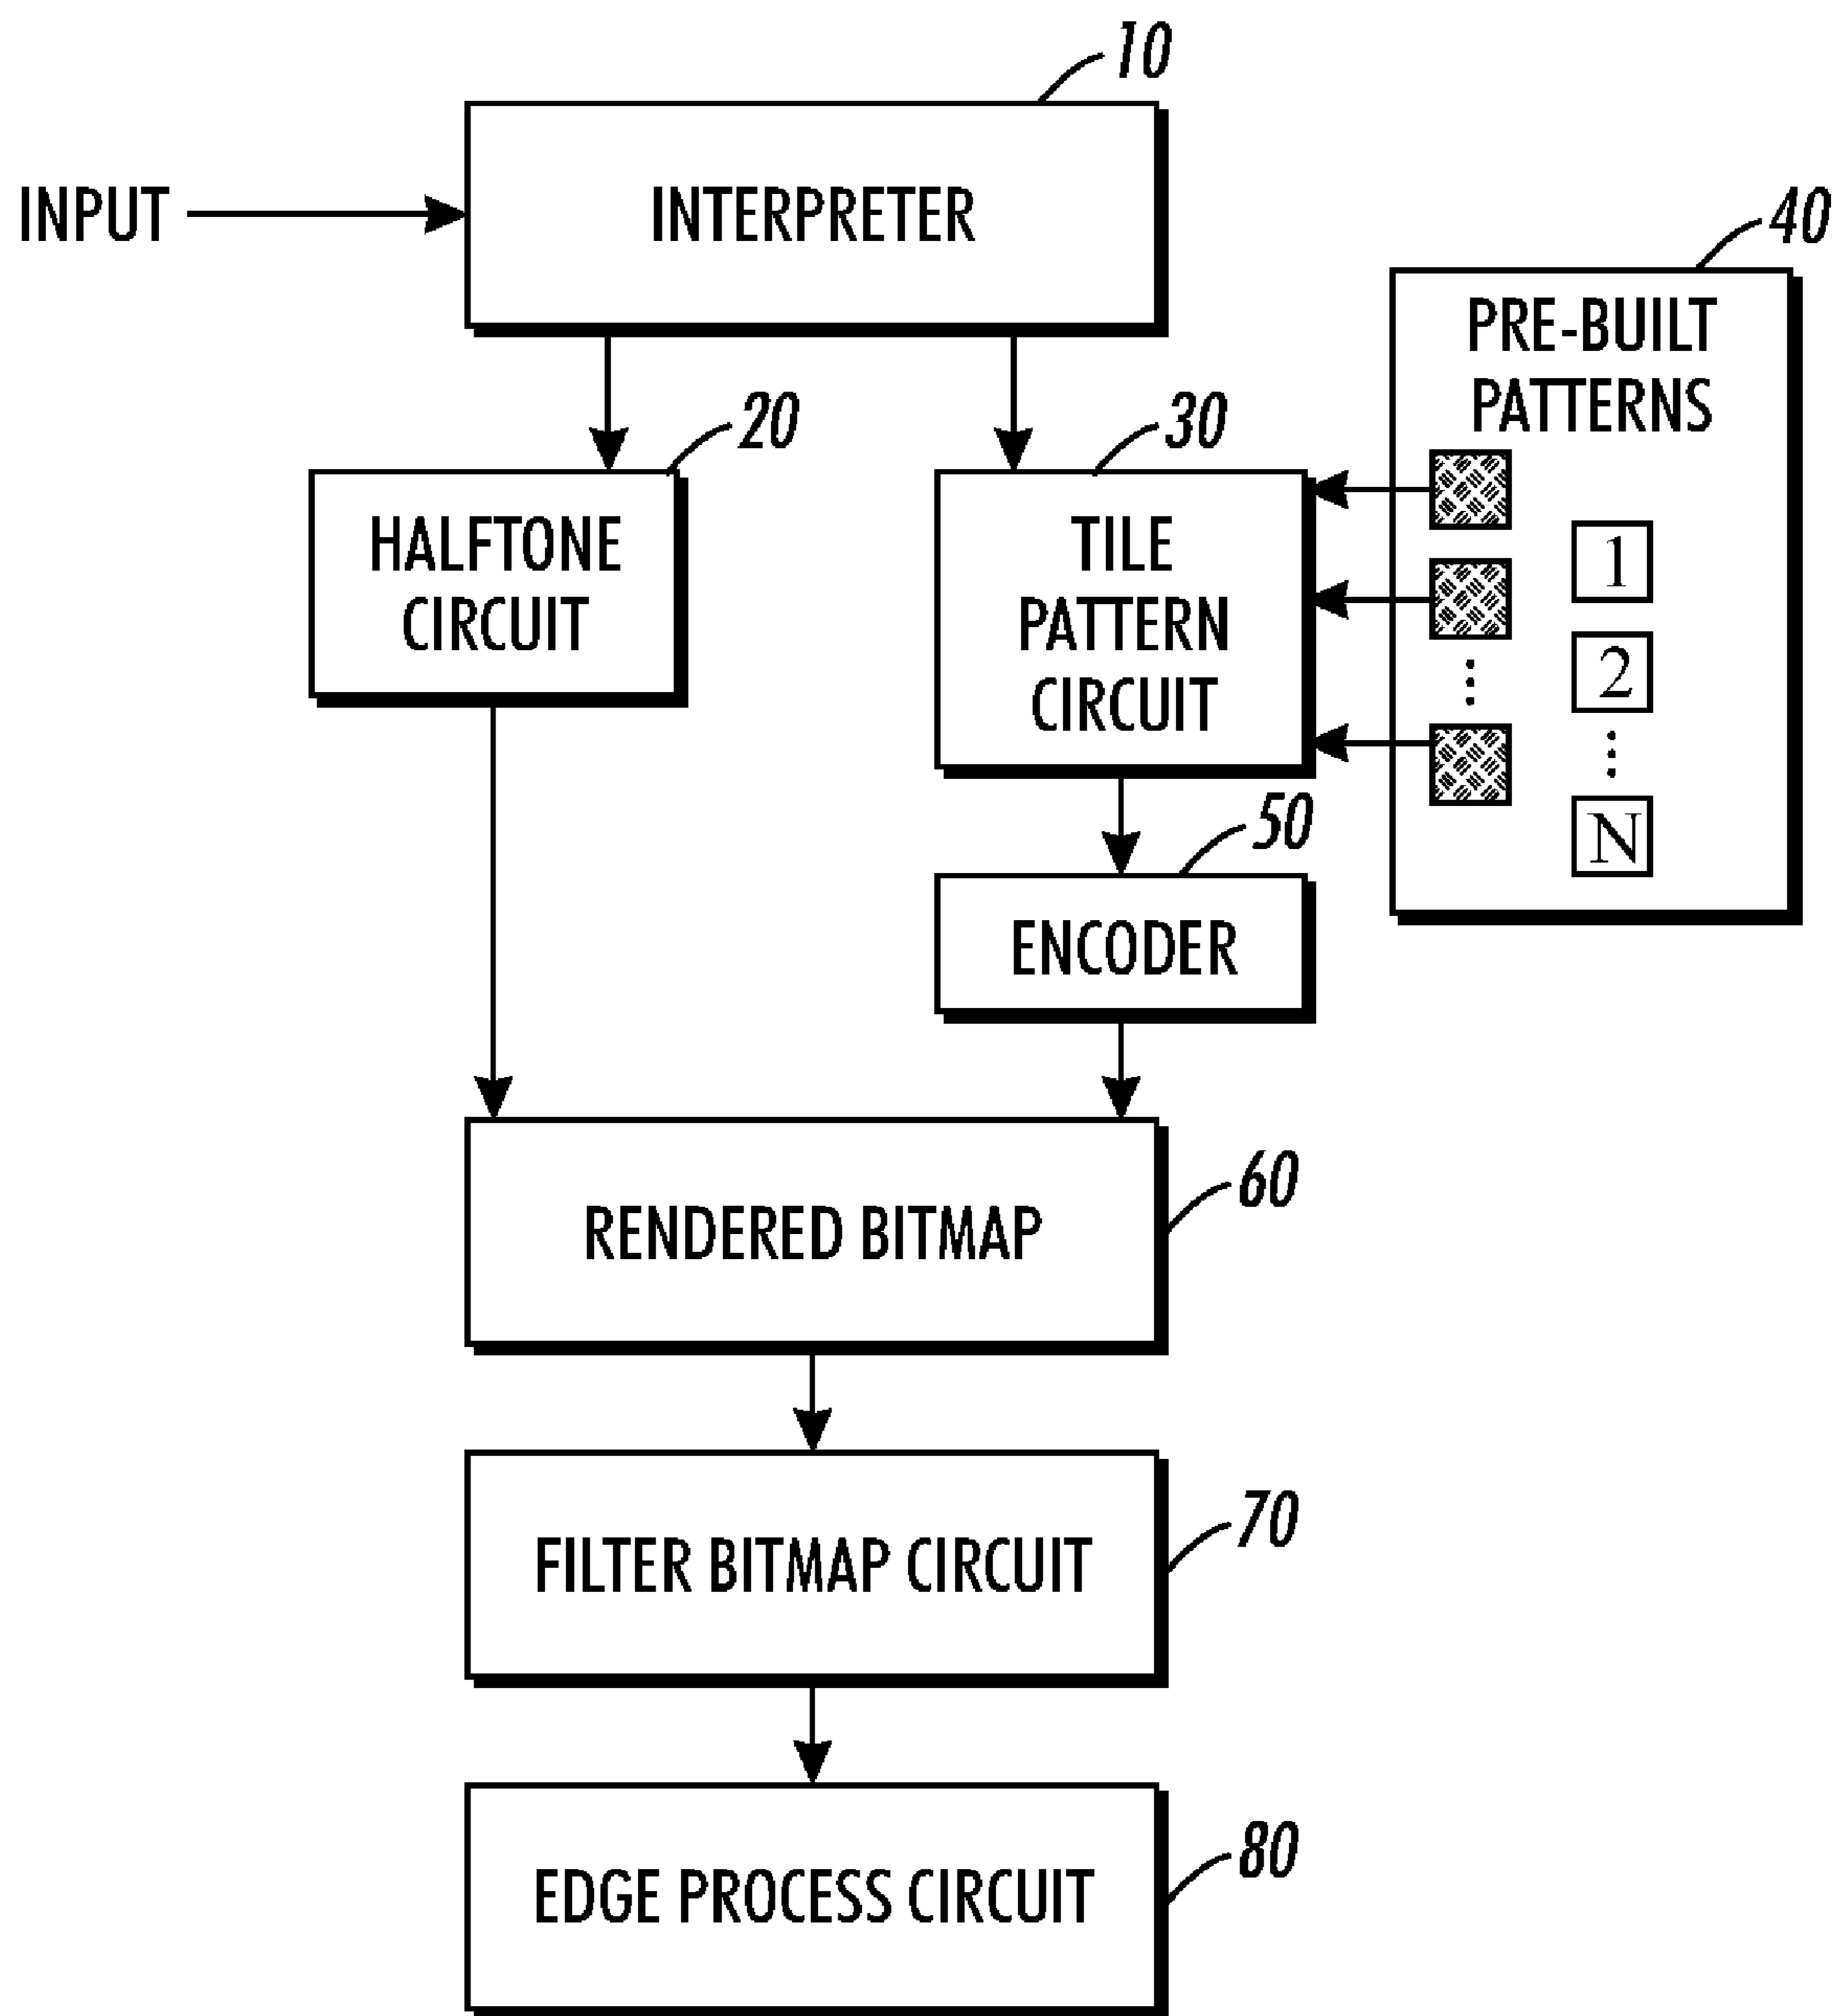 10
INPUT
INTERPRETER
40
PRE-BUILT
PATTERNS
20
30
HALFTONE
CIRCUIT
TILE
PATTERN
CIRCUIT
1
2
N
50
ENCODER
60
RENDERED BITMAP
70
FILTER BITMAP CIRCUIT
80
EDGE PROCESS CIRCUIT